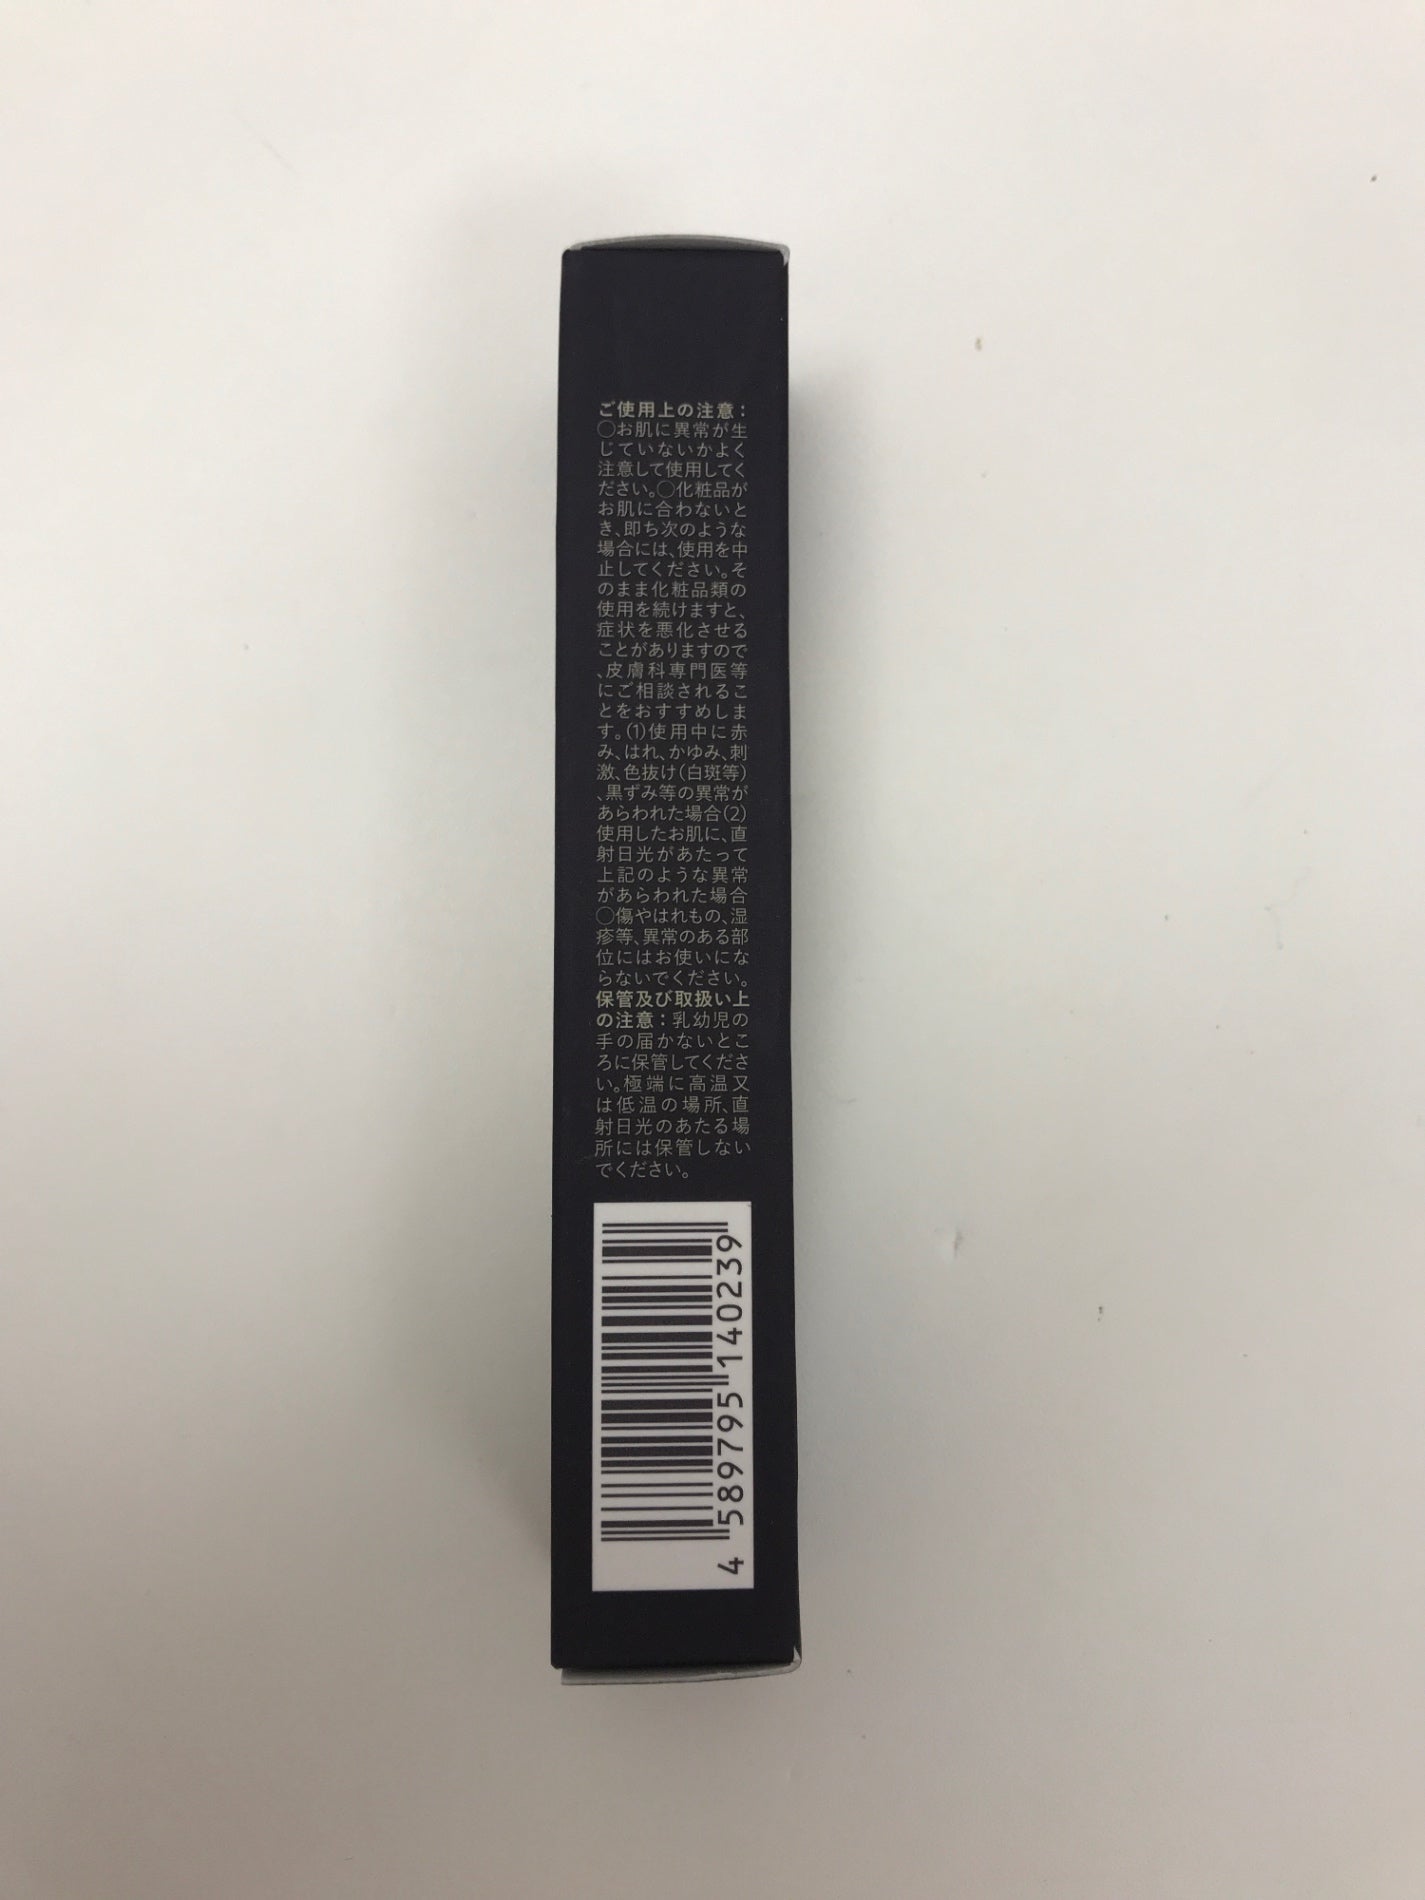 ご使用上の注意：
◯お肌に異常が生
じていないかよく
注意して使用してく
ださい。◯化粧品が
お肌に合わないと
き、即ち次のような
場合には、使用を中
止してください。そ
のまま化粧品類の
使用を続けますと、
症状を悪化させる
ことがありますので
、皮膚科専門医等
にご相談されるこ
とをおすすめしま
す。(1)使用中に赤
み、はれ、かゆみ、刺
激、色抜け(白斑等)
、黒ずみ等の異常が
あらわれた場合(2)
使用したお肌に、直
射日光があたって
上記のような異常
があらわれた場合
◯傷やはれもの、湿
疹等、異常のある部
位にはお使いにな
らないでください。
保管及び取扱い上
の注意：乳幼児の
手の届かないとこ
ろに保管してくださ
い。極端に高温又
は低温の場所、直
射日光のあたる場
所には保管しない
でください。
4 589795 140239